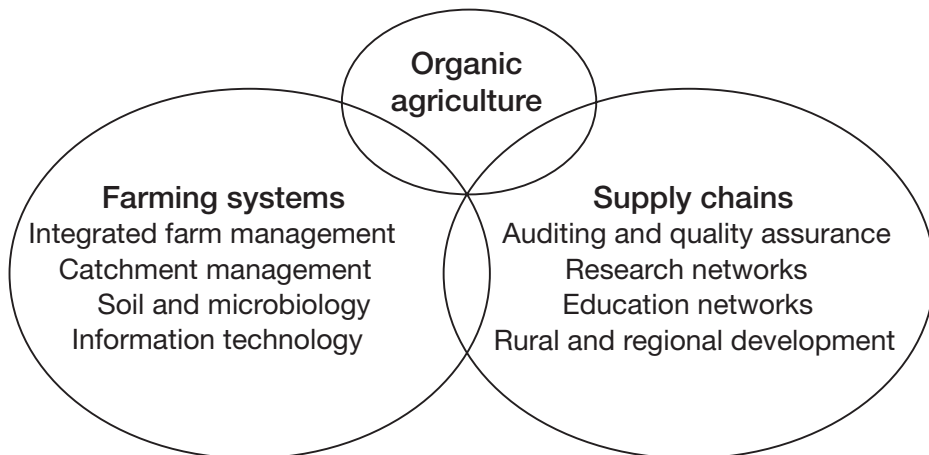 Organic
agriculture
Farming systems
Integrated farm management
Catchment management
Soil and microbiology
Information technology
Supply chains
Auditing and quality assurance
Research networks
Education networks
Rural and regional development